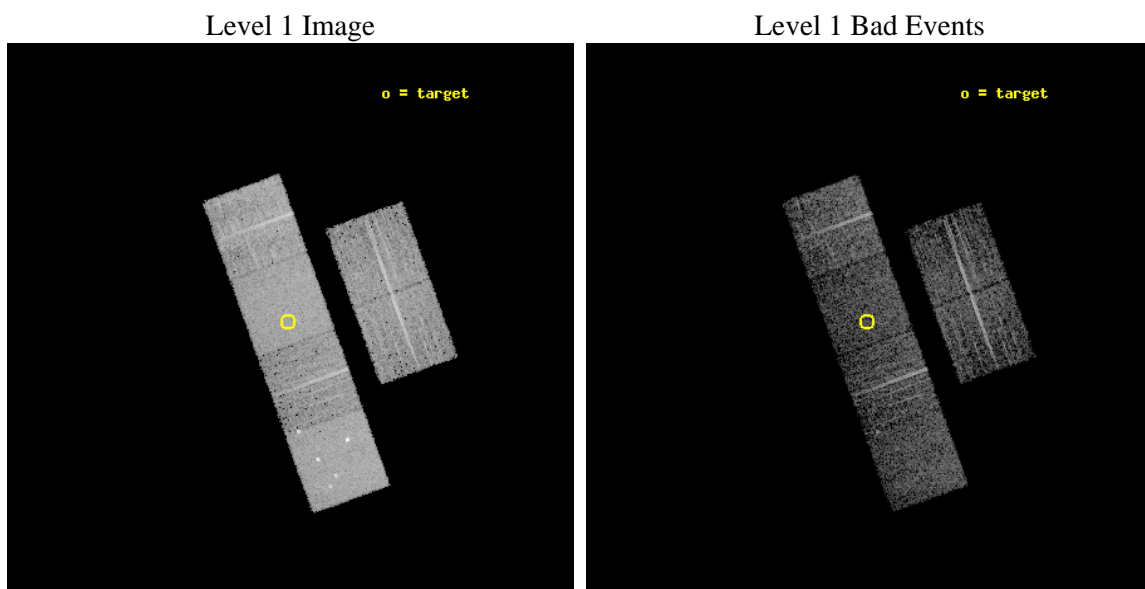 Level 1 Image
Level 1 Bad Events
o = target
o = target